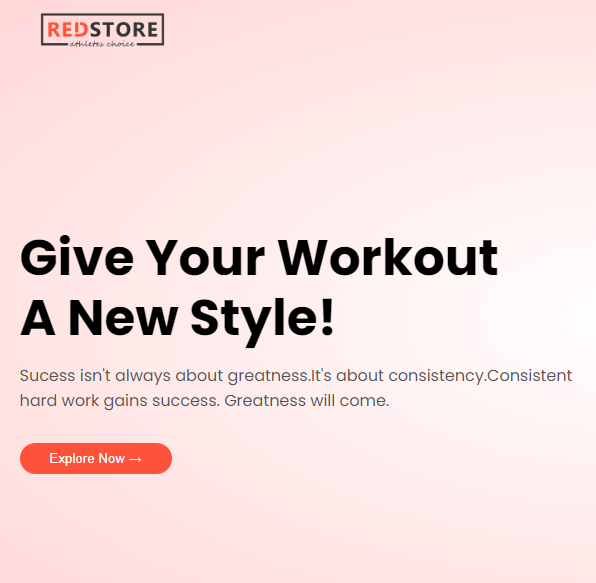 REDSTORE
athletes choice
Give Your Workout
A New Style!
Sucess isn't always about greatness.It's about consistency.Consistent
hard work gains success. Greatness will come.
Explore Now →